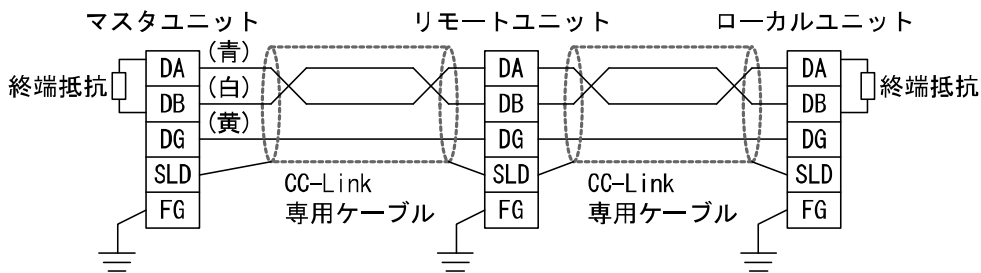 マスタユニット
リモートユニット
ローカルユニット
終端抵抗
DA
DB
DG
SLD
FG
(青)
(白)
(黄)
CC-Link
専用ケーブル
DA
DB
DG
SLD
FG
CC-Link
専用ケーブル
DA
DB
DG
SLD
FG
終端抵抗